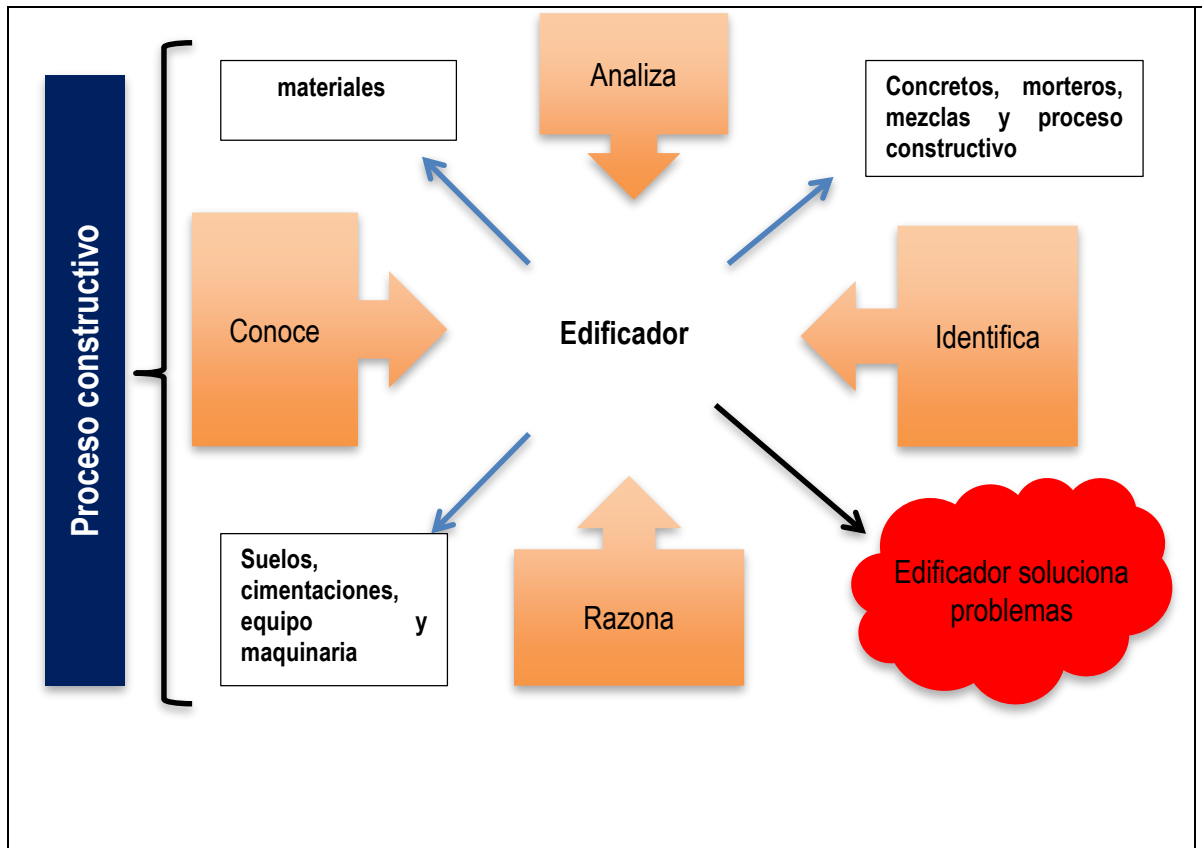 Proceso constructivo
materiales
Analiza
Concretos, morteros,
mezclas y proceso
constructivo
Conoce
Edificador
Identifica
Suelos,
cimentaciones,
equipo y
maquinaria
Razona
Edificador soluciona
problemas